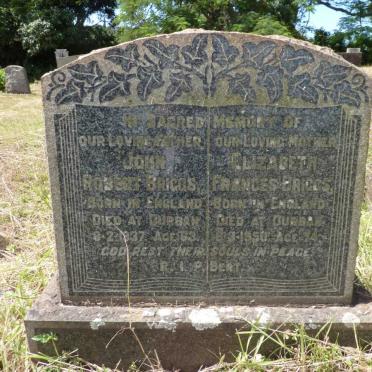 In Sacred Memory of
our loving father our loving mother
John Elizabeth
Robert Briggs, Frances Briggs,
born in England born in England
died at Durban died at Durban
God rest their souls in peace.
R.I.P. Bert